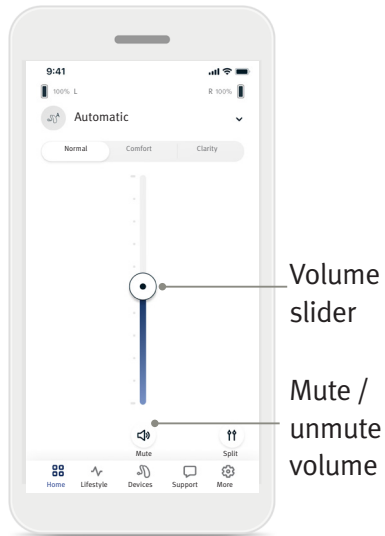 9:41
100% L
R 100%
Automatic
Normal Comfort Clarity
Volume
slider
Mute /
unmute
volume
Mute Split
Home Lifestyle Devices Support More